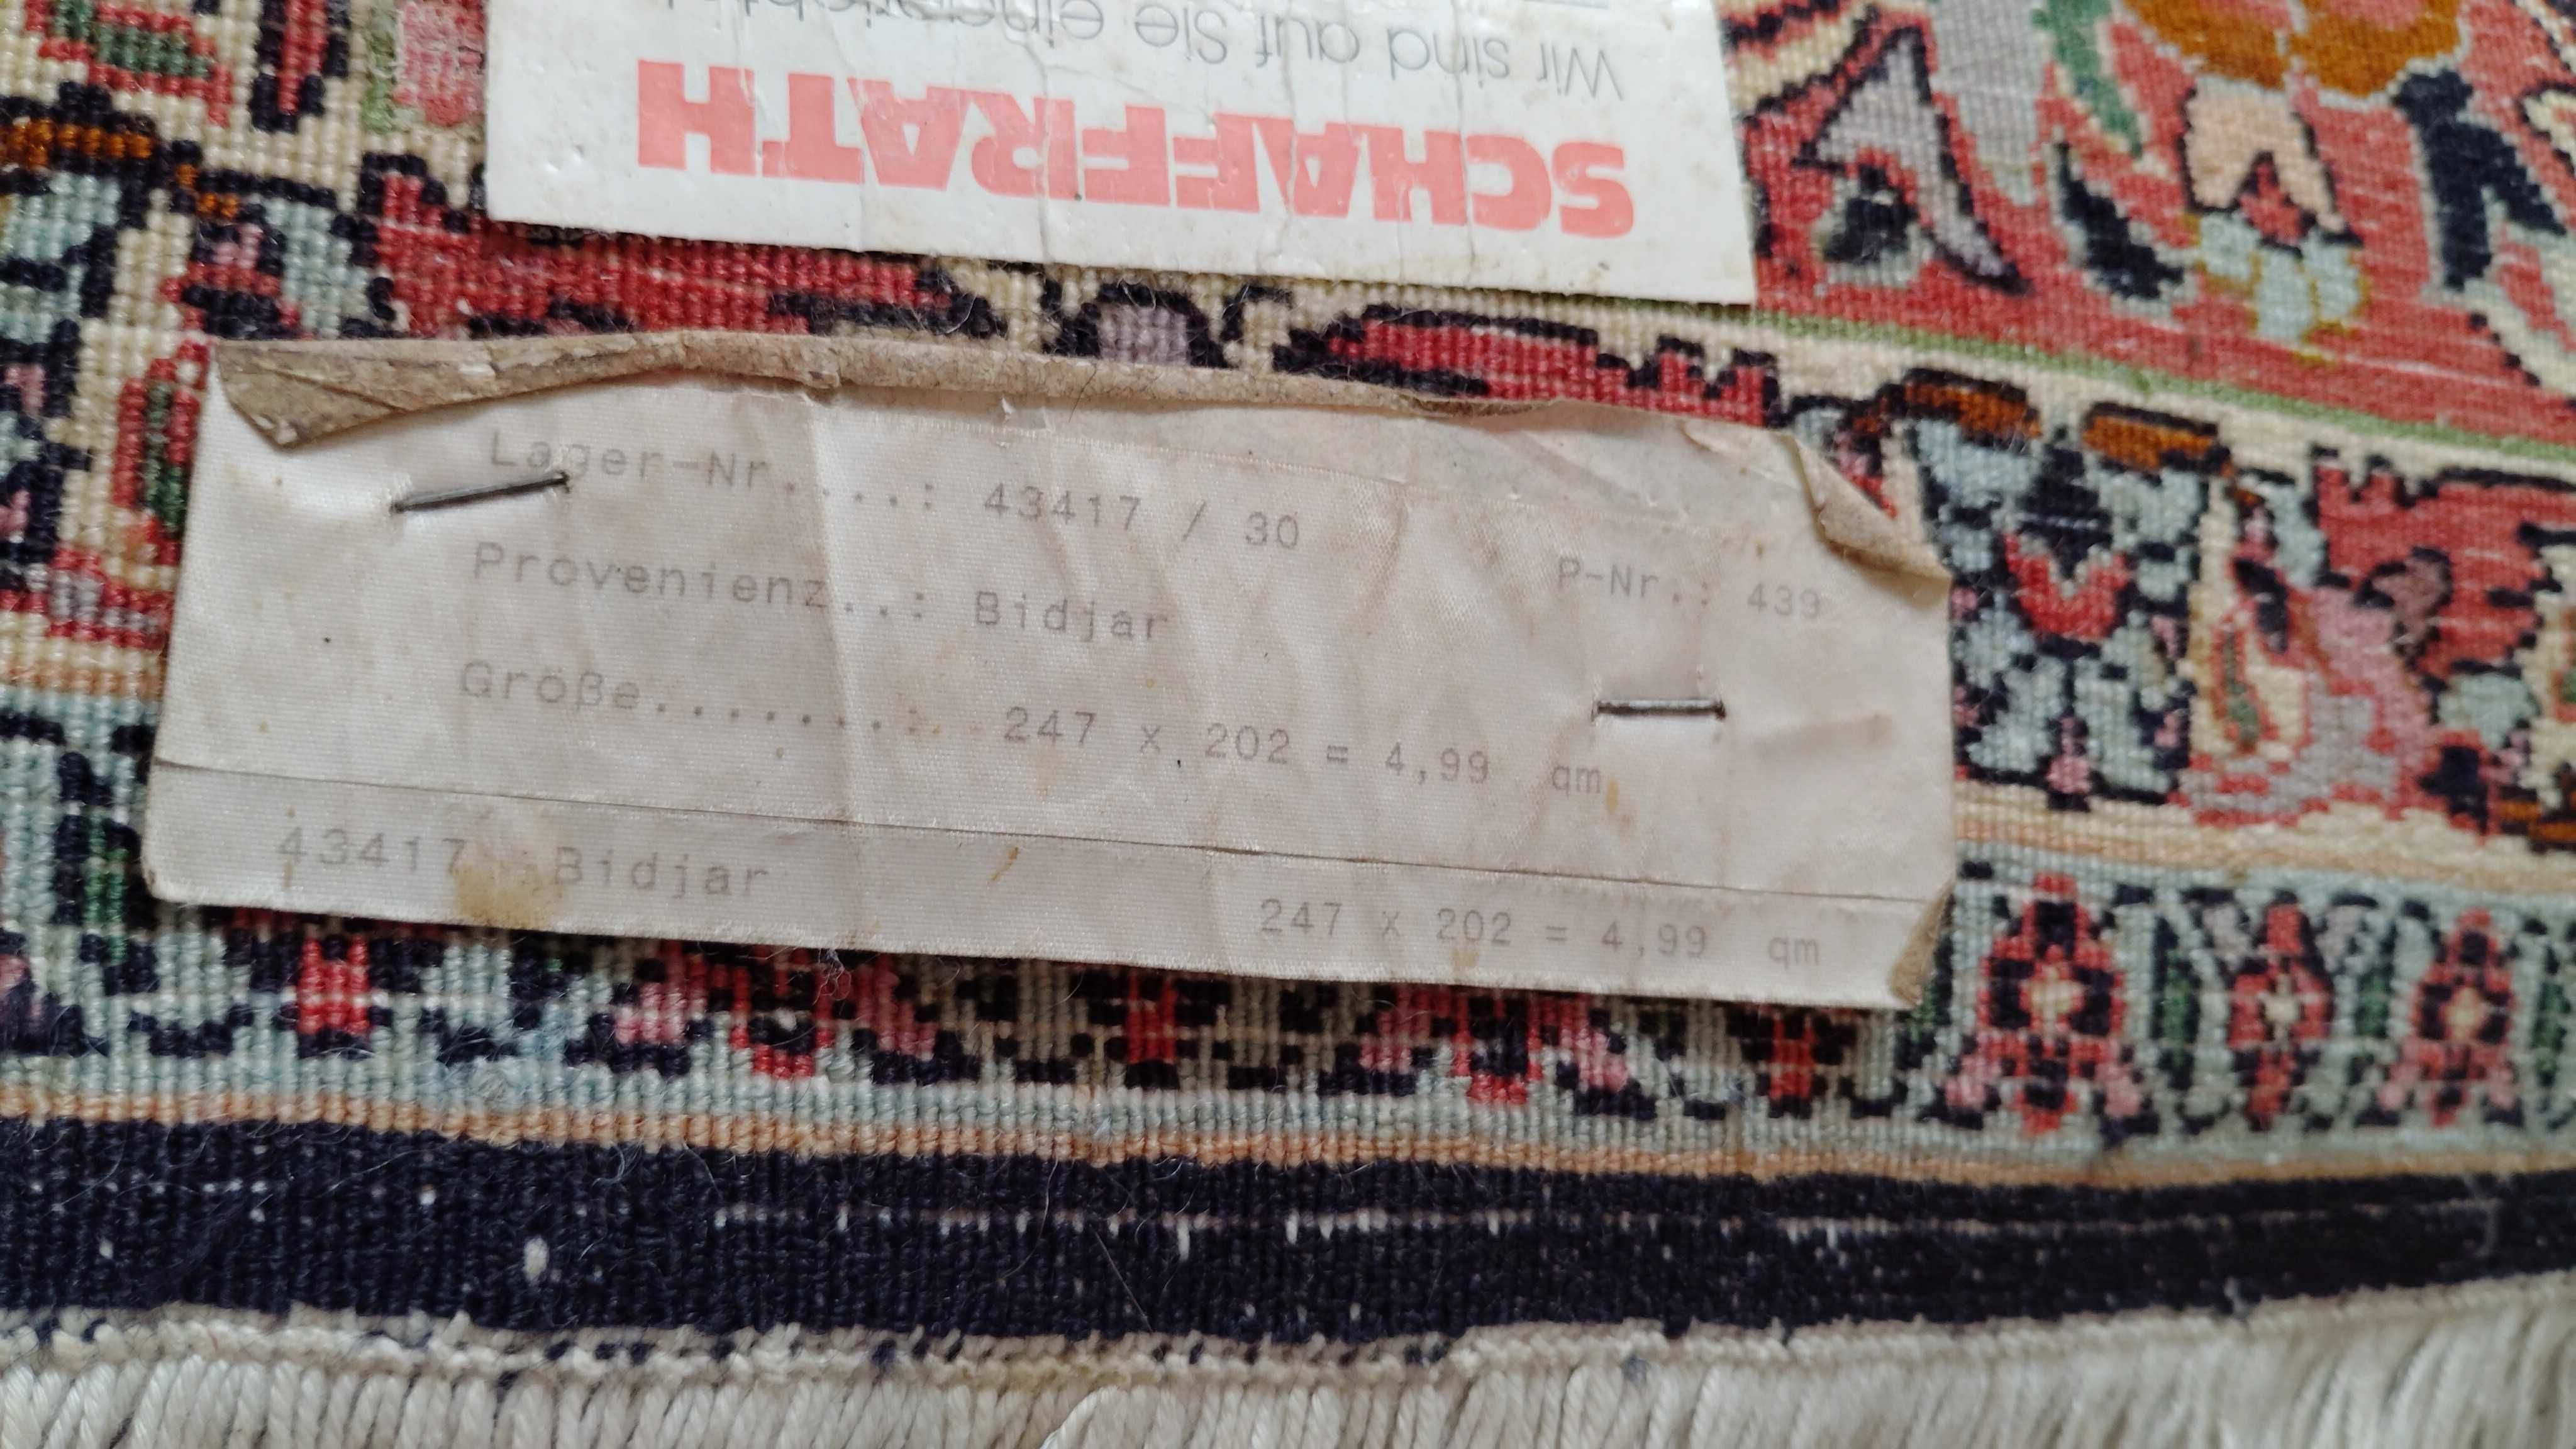 SCHAFFRATH
Wir sind auf Sie eingerichtet
Lager-Nr.....: 43417 / 30
P-Nr.: 439
Provenienz..: Bidjar
Größe........: 247 x 202 = 4,99 qm
43417 Bidjar
247 x 202 = 4,99 qm